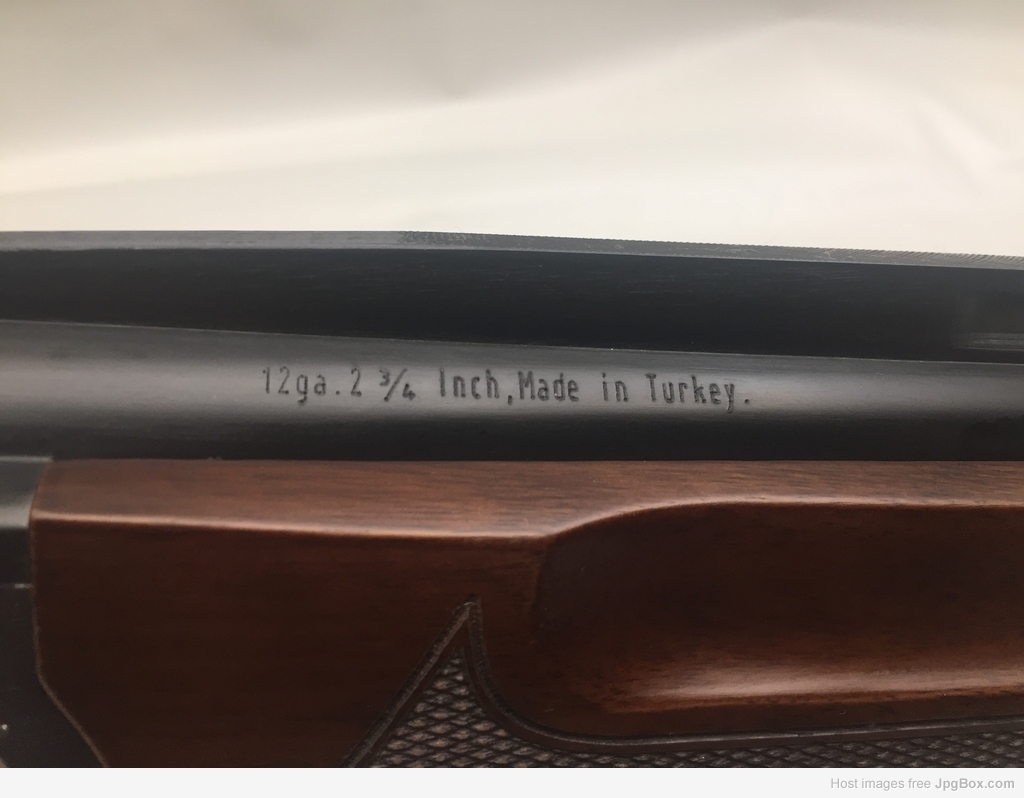 12ga.2 ¾ Inch,Made in Turkey.
Host images free JpgBox.com